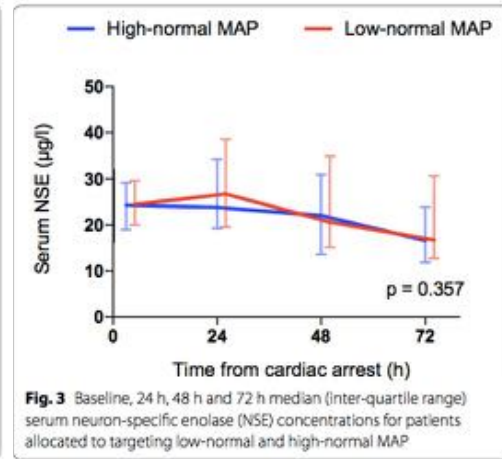 High-normal MAP Low-normal MAP
50
40
30
20
10
0
Serum NSE (µg/l)
p = 0.357
0 24 48 72
Time from cardiac arrest (h)
Fig. 3 Baseline, 24 h, 48 h and 72 h median (inter-quartile range)
serum neuron-specific enolase (NSE) concentrations for patients
allocated to targeting low-normal and high-normal MAP